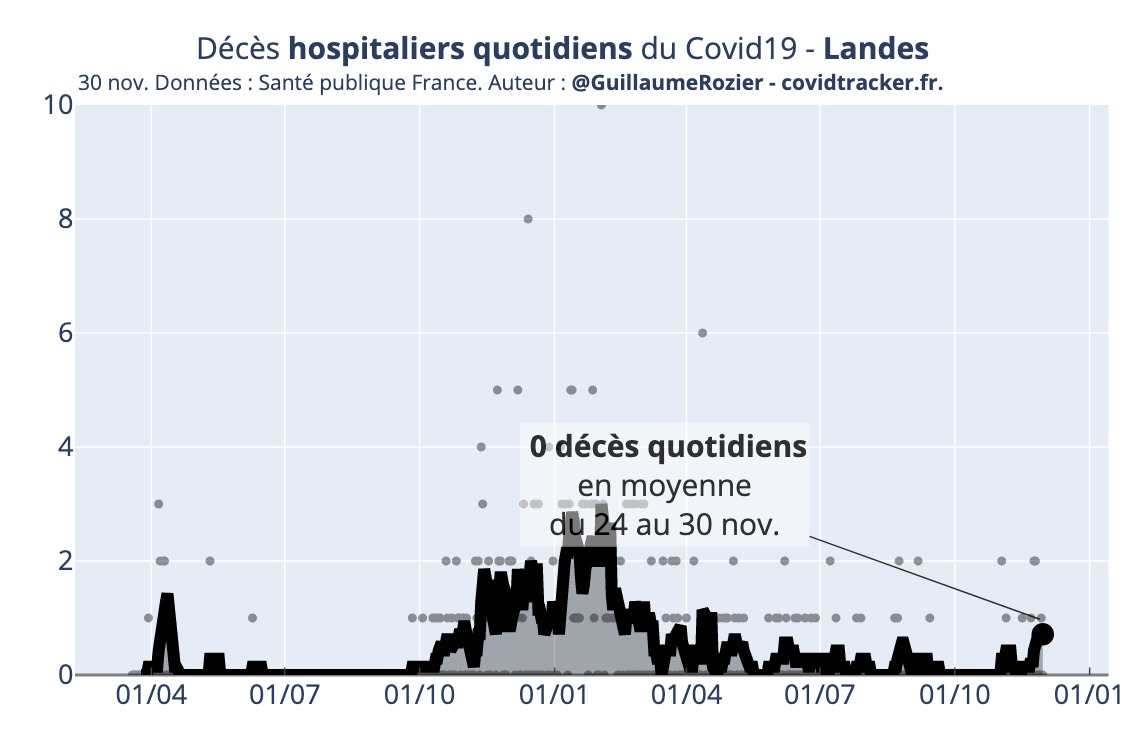 Décès hospitaliers quotidiens du Covid19 - Landes
30 nov. Données : Santé publique France. Auteur : @GuillaumeRozier - covidtracker.fr.
10
8
6
4
2
0
0 décès quotidiens
en moyenne
du 24 au 30 nov.
01/04 01/07 01/10 01/01 01/04 01/07 01/10 01/01